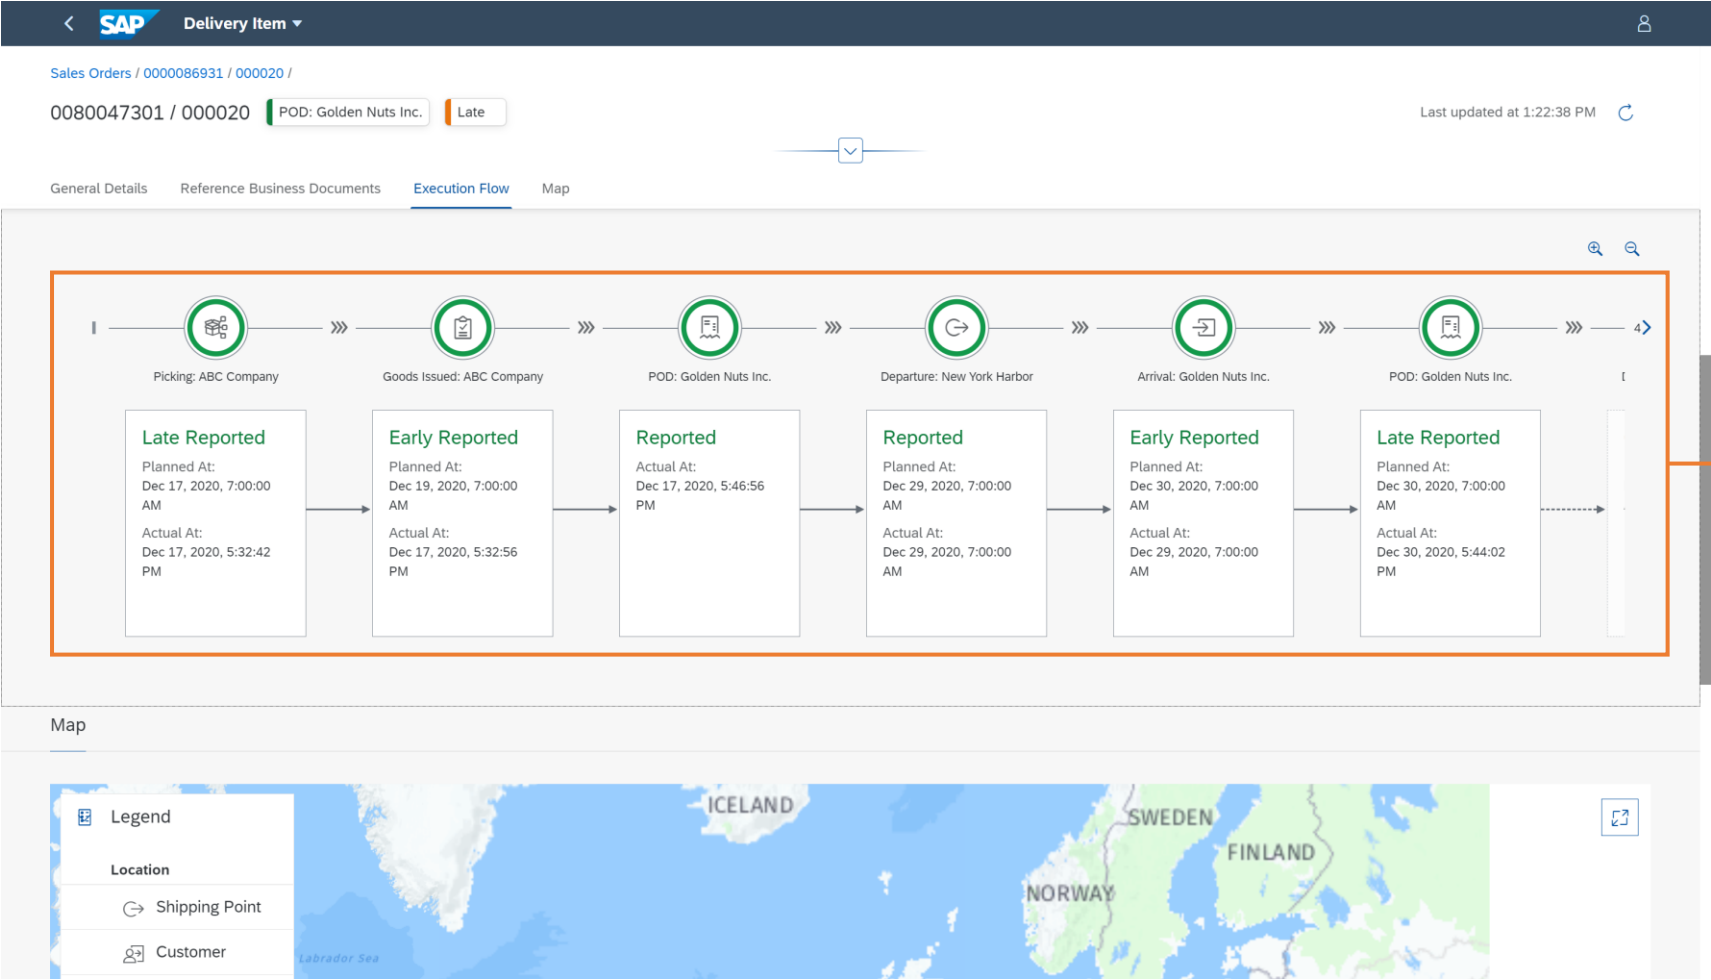 SAP Delivery Item
Sales Orders / 0000086931 / 000020 /
0080047301 / 000020 POD: Golden Nuts Inc. Late
Last updated at 1:22:38 PM
General Details Reference Business Documents Execution Flow Map
4
Picking: ABC Company
Goods Issued: ABC Company
POD: Golden Nuts Inc.
Departure: New York Harbor
Arrival: Golden Nuts Inc.
POD: Golden Nuts Inc.
Late Reported
Planned At:
Dec 17, 2020, 7:00:00
AM
Actual At:
Dec 17, 2020, 5:32:42
PM
Early Reported
Planned At:
Dec 19, 2020, 7:00:00
AM
Actual At:
Dec 17, 2020, 5:32:56
PM
Reported
Actual At:
Dec 17, 2020, 5:46:56
PM
Reported
Planned At:
Dec 29, 2020, 7:00:00
AM
Actual At:
Dec 29, 2020, 7:00:00
AM
Early Reported
Planned At:
Dec 30, 2020, 7:00:00
AM
Actual At:
Dec 29, 2020, 7:00:00
AM
Late Reported
Planned At:
Dec 30, 2020, 7:00:00
AM
Actual At:
Dec 30, 2020, 5:44:02
PM
Map
Legend
Location
Shipping Point
Customer
ICELAND
SWEDEN
FINLAND
NORWAY
Labrador Sea